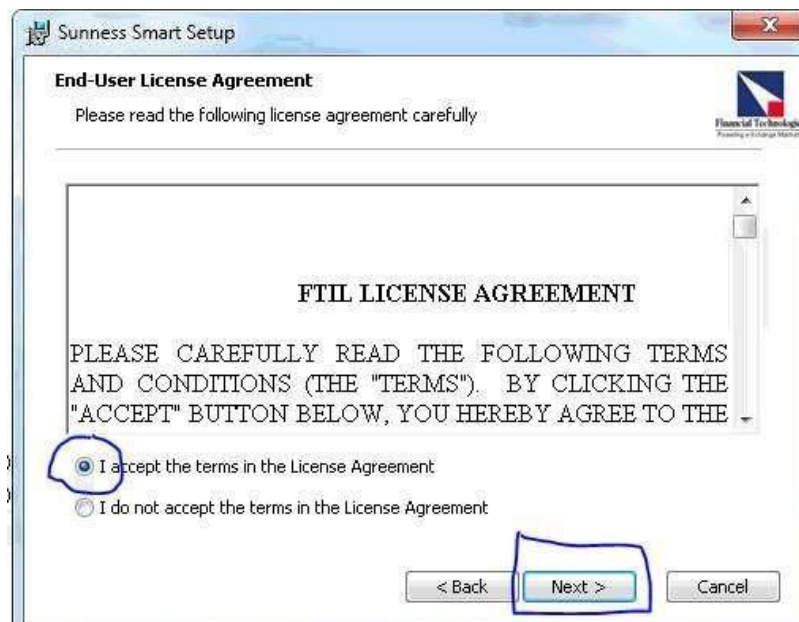 Sunness Smart Setup
End-User License Agreement
Please read the following license agreement carefully
Financial Technologie
FTIL LICENSE AGREEMENT
PLEASE CAREFULLY READ THE FOLLOWING TERMS
AND CONDITIONS (THE "TERMS"). BY CLICKING THE
"ACCEPT" BUTTON BELOW, YOU HEREBY AGREE TO THE
I accept the terms in the License Agreement
I do not accept the terms in the License Agreement
< Back Next > Cancel